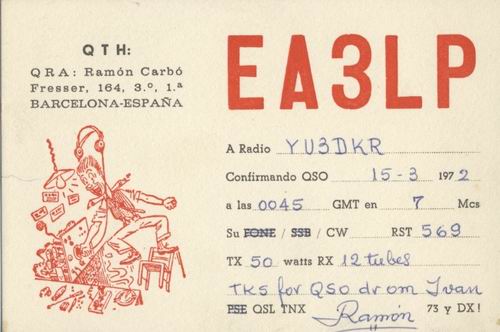 QTH:
QRA: Ramón Carbó
Fresser, 164, 3.º, 1.ª
BARCELONA-ESPAÑA
EA3LP
A Radio YU3DKR
Confirmando QSO 15-3 1972
a las 0045 GMT en 7 Mcs
Su FONE / SSB / CW RST 569
TX 50 watts RX 12 tubes
TKS for QSO dr om Ivan
PSE QSL TNX Ramón 73 y DX!